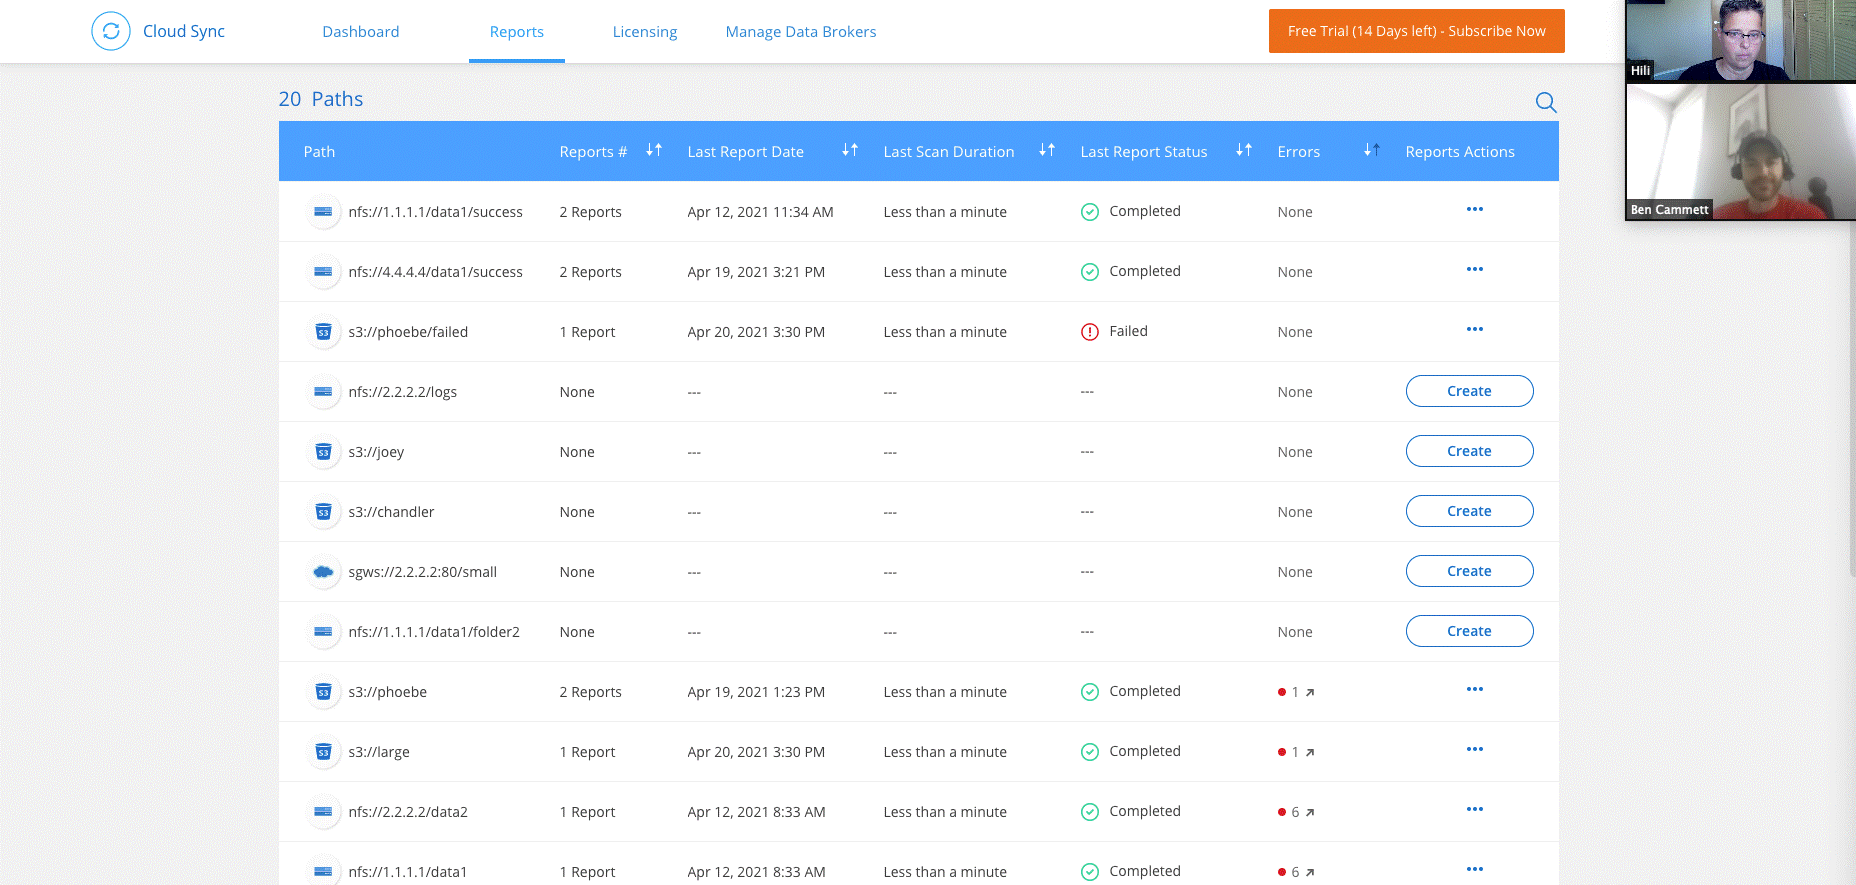 Cloud Sync Dashboard Reports Licensing Manage Data Brokers Free Trial (14 Days left) - Subscribe Now
Hili
Ben Cammett
20 Paths
Path Reports # Last Report Date Last Scan Duration Last Report Status Errors Reports Actions
nfs://1.1.1.1/data1/success 2 Reports Apr 12, 2021 11:34 AM Less than a minute Completed None ...
nfs://4.4.4.4/data1/success 2 Reports Apr 19, 2021 3:21 PM Less than a minute Completed None ...
S3 s3://phoebe/failed 1 Report Apr 20, 2021 3:30 PM Less than a minute Failed None ...
nfs://2.2.2.2/logs None --- --- --- None Create
S3 s3://joey None --- --- --- None Create
S3 s3://chandler None --- --- --- None Create
sgws://2.2.2.2:80/small None --- --- --- None Create
nfs://1.1.1.1/data1/folder2 None --- --- --- None Create
S3 s3://phoebe 2 Reports Apr 19, 2021 1:23 PM Less than a minute Completed 1 ...
S3 s3://large 1 Report Apr 20, 2021 3:30 PM Less than a minute Completed 1 ...
nfs://2.2.2.2/data2 1 Report Apr 12, 2021 8:33 AM Less than a minute Completed 6 ...
nfs://1.1.1.1/data1 1 Report Apr 12, 2021 8:33 AM Less than a minute Completed 6 ...